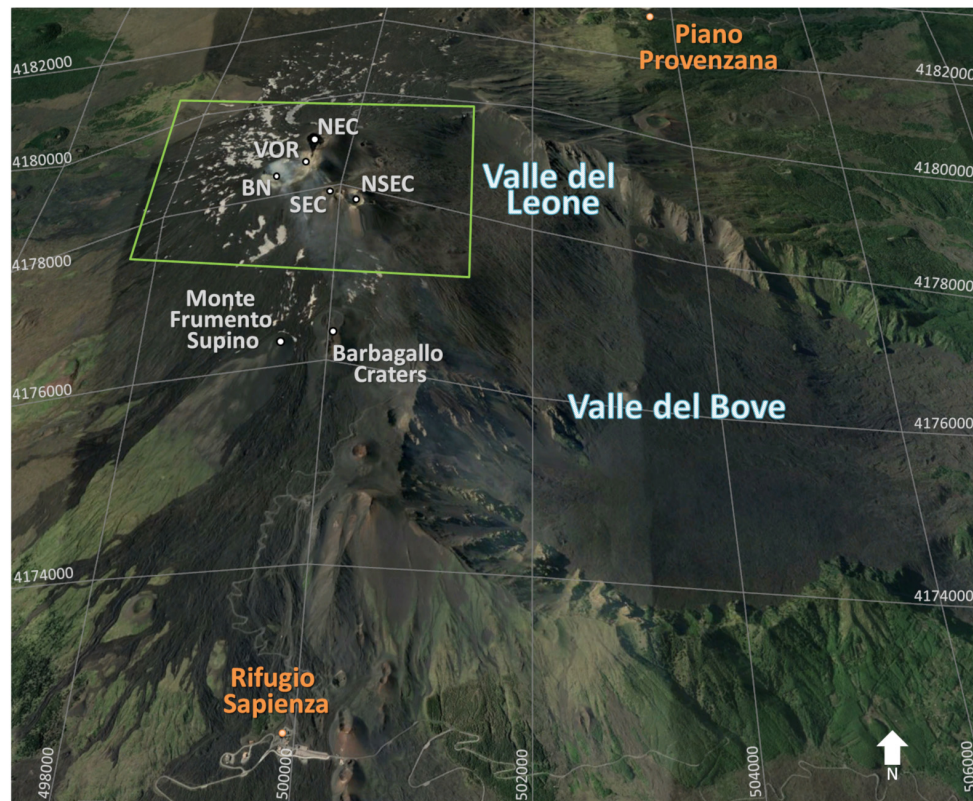 Piano
Provenzana
4182000
4182000
NEC
VOR
4180000
4180000
BN
NSEC
SEC
Valle del
Leone
4178000
4178000
Monte
Frumento
Supino
Barbagallo
Craters
4176000
Valle del Bove
4176000
4174000
4174000
Rifugio
Sapienza
498000
500000
502000
504000
506000
N